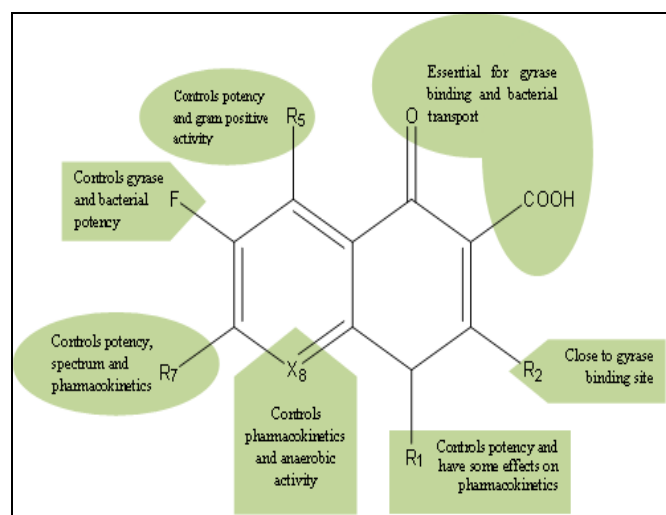 Essential for gyrase
binding and bacterial
transport
Controls potency
and gram positive
activity
R5
O
Controls gyrase
and bacterial
potency
F
COOH
Controls potency,
spectrum and
pharmacokinetics
R7
X8
R2
Close to gyrase
binding site
Controls
pharmacokinetics
and anaerobic
activity
R1
Controls potency and
have some effects on
pharmacokinetics